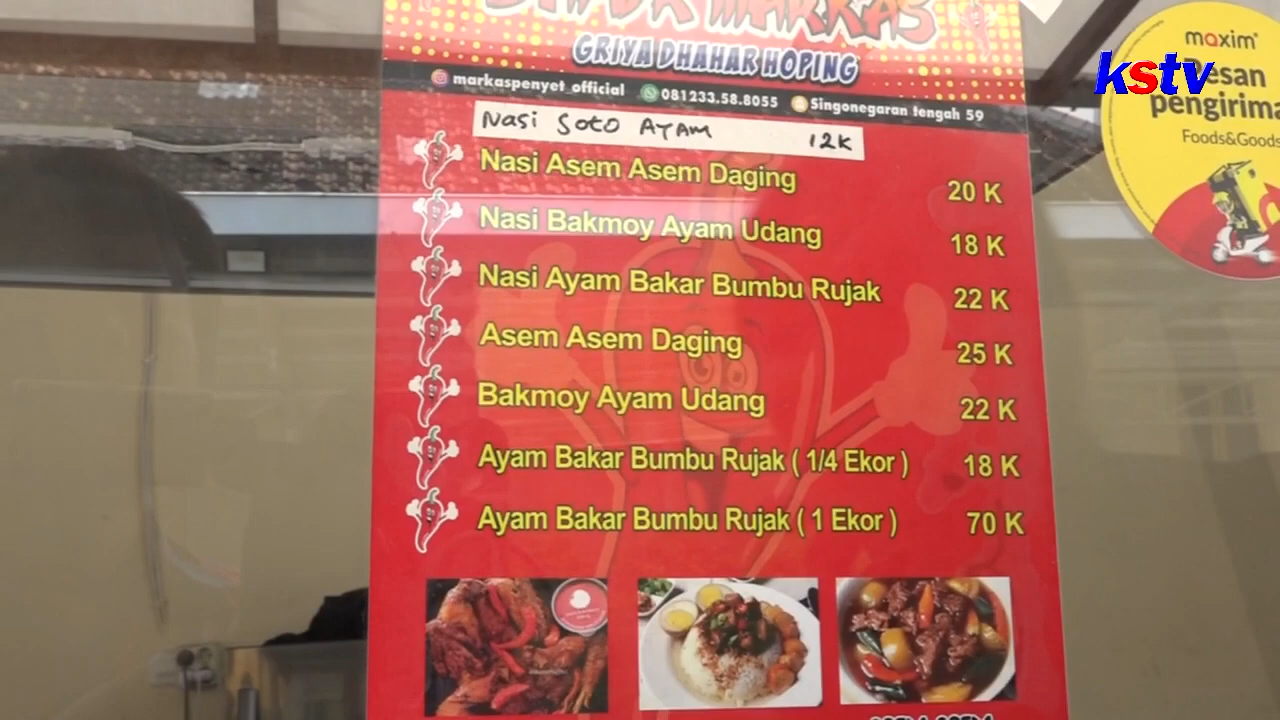 MARKAS
GRIYA DHAHAR HOPING
markaspenyet_official 081233.58.8055 Singonegaran tengah 59
Nasi Soto AYAM 12K
Nasi Asem Asem Daging 20 K
Nasi Bakmoy Ayam Udang 18 K
Nasi Ayam Bakar Bumbu Rujak 22 K
Asem Asem Daging 25 K
Bakmoy Ayam Udang 22 K
Ayam Bakar Bumbu Rujak ( 1/4 Ekor ) 18 K
Ayam Bakar Bumbu Rujak ( 1 Ekor ) 70 K
maxim
Pesan
pengirima
Foods&Goods
kstv